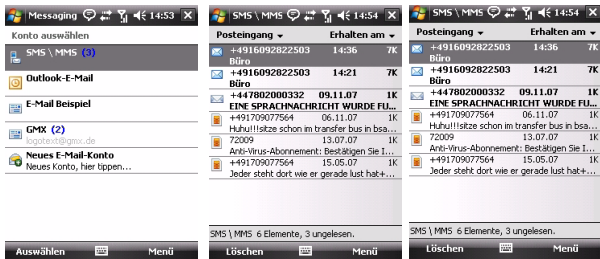 Messaging 14:53
Konto auswählen
SMS \ MMS (3)
Outlook-E-Mail
E-Mail Beispiel
GMX (2)
logotext@gmx.de
Neues E-Mail-Konto
Neues Konto, hier tippen...
Auswählen Menü
SMS \ MMS 14:54
Posteingang Erhalten am
+4916092822503 14:36 7K
Büro
+4916092822503 14:21 7K
Büro
+447802000332 09.11.07 1K
EINE SPRACHNACHRICHT WURDE FU...
+491709077564 06.11.07 1K
Huhu!!!sitze schon im transfer bus in bsa...
72009 13.07.07 1K
Anti-Virus-Abonnement: Bestätigen Sie I...
+491709077564 15.05.07 1K
Jeder steht dort wie er gerade lust hat+...
SMS \ MMS 6 Elemente, 3 ungelesen.
Löschen Menü
SMS \ MMS 14:54
Posteingang Erhalten am
+4916092822503 14:36 7K
Büro
+4916092822503 14:21 7K
Büro
+447802000332 09.11.07 1K
EINE SPRACHNACHRICHT WURDE FU...
+491709077564 06.11.07 1K
Huhu!!!sitze schon im transfer bus in bsa...
72009 13.07.07 1K
Anti-Virus-Abonnement: Bestätigen Sie I...
+491709077564 15.05.07 1K
Jeder steht dort wie er gerade lust hat+...
SMS \ MMS 6 Elemente, 3 ungelesen.
Löschen Menü